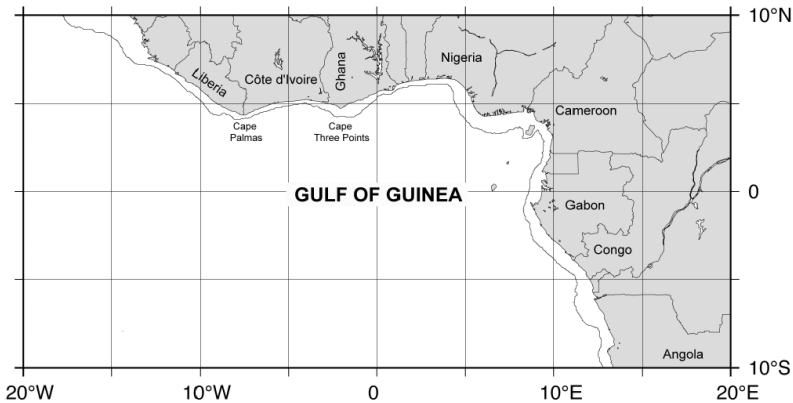 10°N
Nigeria
Ghana
Côte d'Ivoire
Liberia
Cameroon
Cape
Palmas
Cape
Three Points
GULF OF GUINEA
0
Gabon
Congo
Angola
10°S
20°W
10°W
0
10°E
20°E